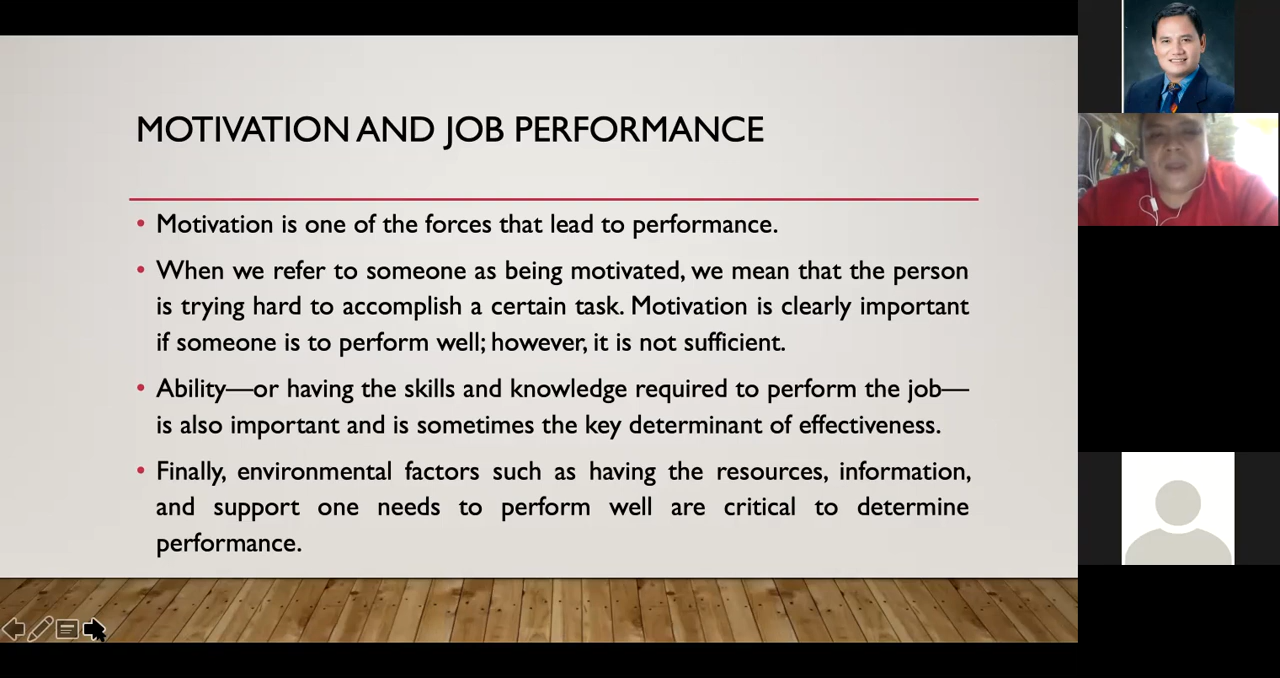 MOTIVATION AND JOB PERFORMANCE
• Motivation is one of the forces that lead to performance.
• When we refer to someone as being motivated, we mean that the person
is trying hard to accomplish a certain task. Motivation is clearly important
if someone is to perform well; however, it is not sufficient.
• Ability—or having the skills and knowledge required to perform the job—
is also important and is sometimes the key determinant of effectiveness.
• Finally, environmental factors such as having the resources, information,
and support one needs to perform well are critical to determine
performance.